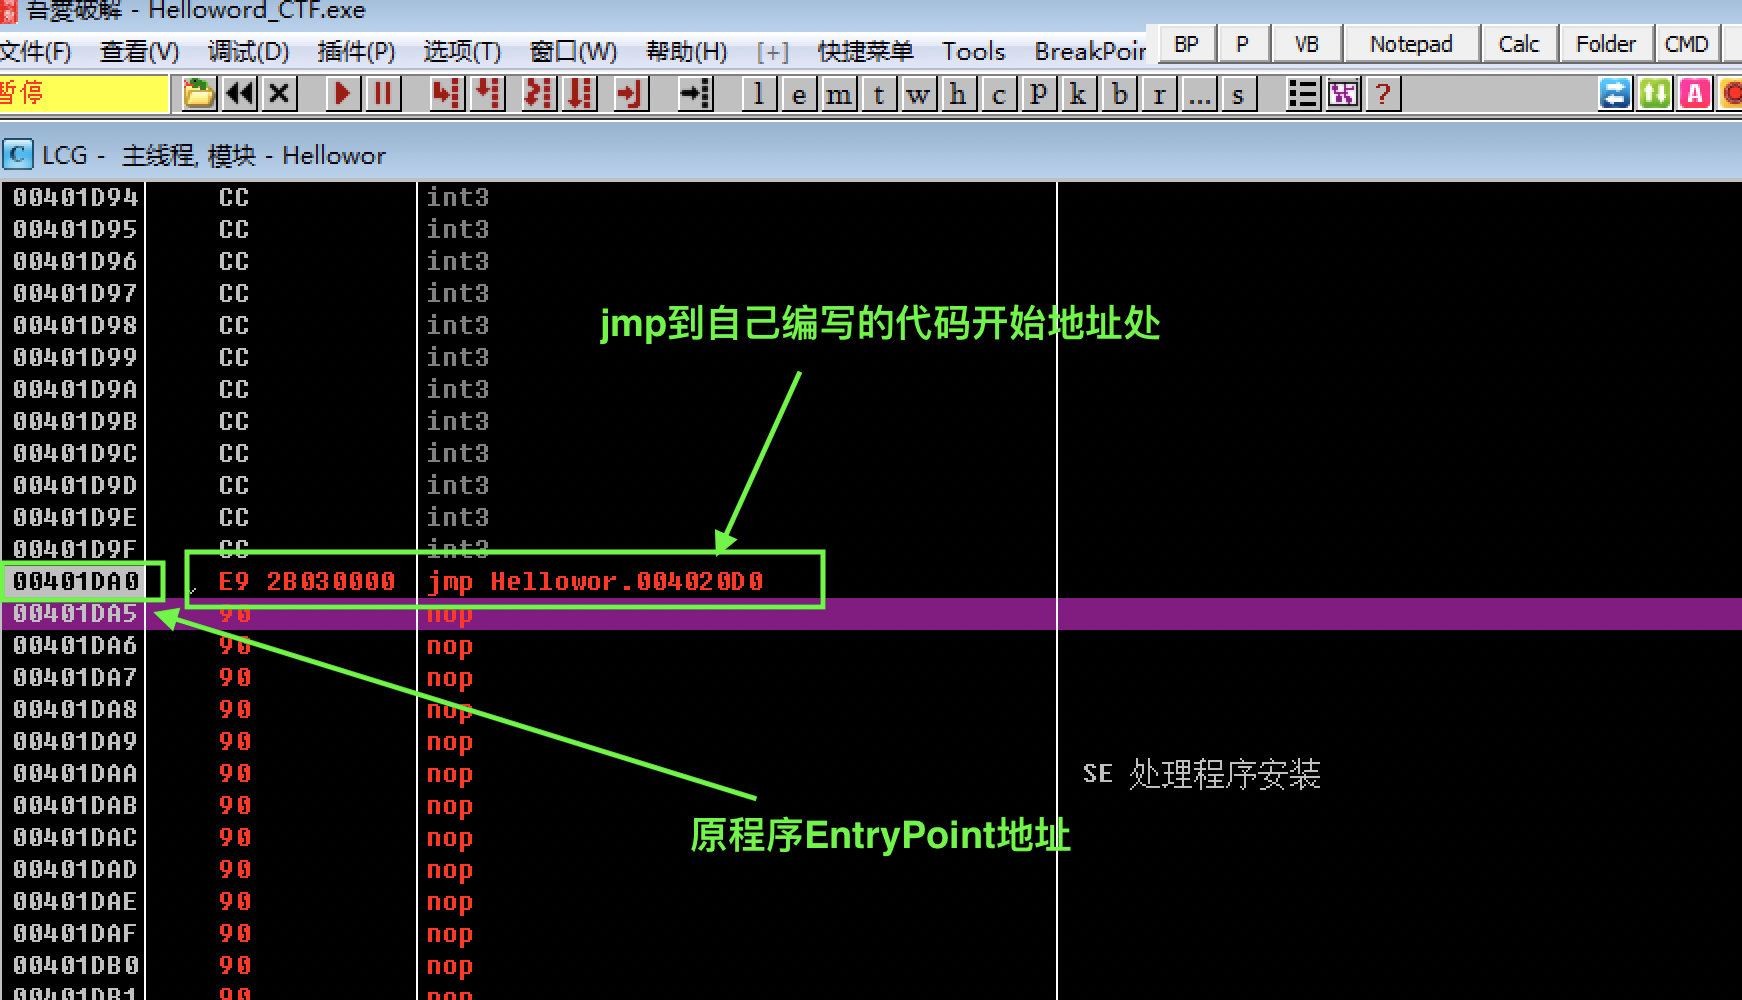 吾愛破解 - Helloword_CTF.exe
文件(F) 查看(V) 调试(D) 插件(P) 选项(T) 窗口(W) 帮助(H) [+] 快捷菜单 Tools BreakPoin BP P VB Notepad Calc Folder CMD
暂停 l e m t w h c p k b r ... s ? A
C LCG - 主线程, 模块 - Hellowor
00401D94 CC int3
00401D95 CC int3
00401D96 CC int3
00401D97 CC int3
jmp到自己编写的代码开始地址处
00401D98 CC int3
00401D99 CC int3
00401D9A CC int3
00401D9B CC int3
00401D9C CC int3
00401D9D CC int3
00401D9E CC int3
00401D9F CC int3
00401DA0 E9 2B030000 jmp Hellowor.004020D0
00401DA5 90 nop
00401DA6 90 nop
00401DA7 90 nop
00401DA8 90 nop
00401DA9 90 nop
00401DAA 90 nop SE 处理程序安装
00401DAB 90 nop
原程序EntryPoint地址
00401DAC 90 nop
00401DAD 90 nop
00401DAE 90 nop
00401DAF 90 nop
00401DB0 90 nop
00401DB1 90 nop